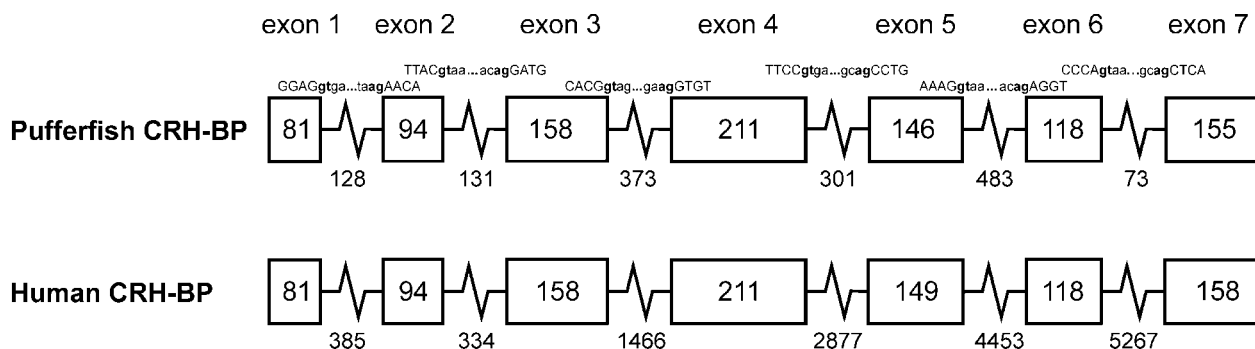 exon 1 exon 2 exon 3 exon 4 exon 5 exon 6 exon 7
TTACgtaa...acagGATG TTCCgtga...gcagCCTG CCCAgtaa...gcagCTCA
GGAGgtga...taagAACA CACGgtag...gaagGTGT AAAGgtaa...acagAGGT
Pufferfish CRH-BP 81 94 158 211 146 118 155
128 131 373 301 483 73
Human CRH-BP 81 94 158 211 149 118 158
385 334 1466 2877 4453 5267